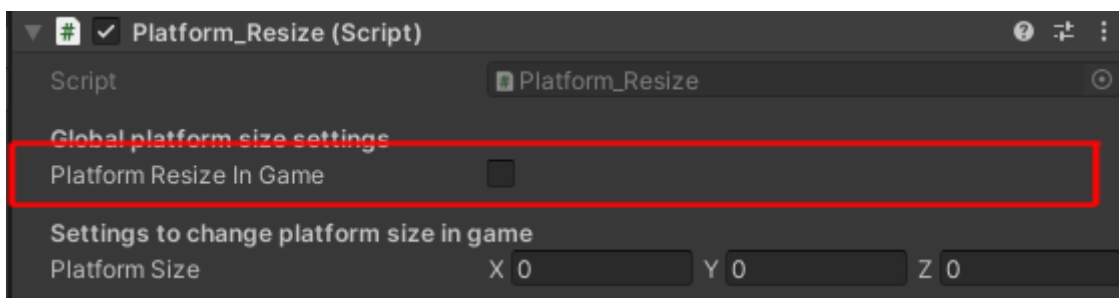 Platform_Resize (Script)
Script # Platform_Resize
Global platform size settings
Platform Resize In Game
Settings to change platform size in game
Platform Size X 0 Y 0 Z 0